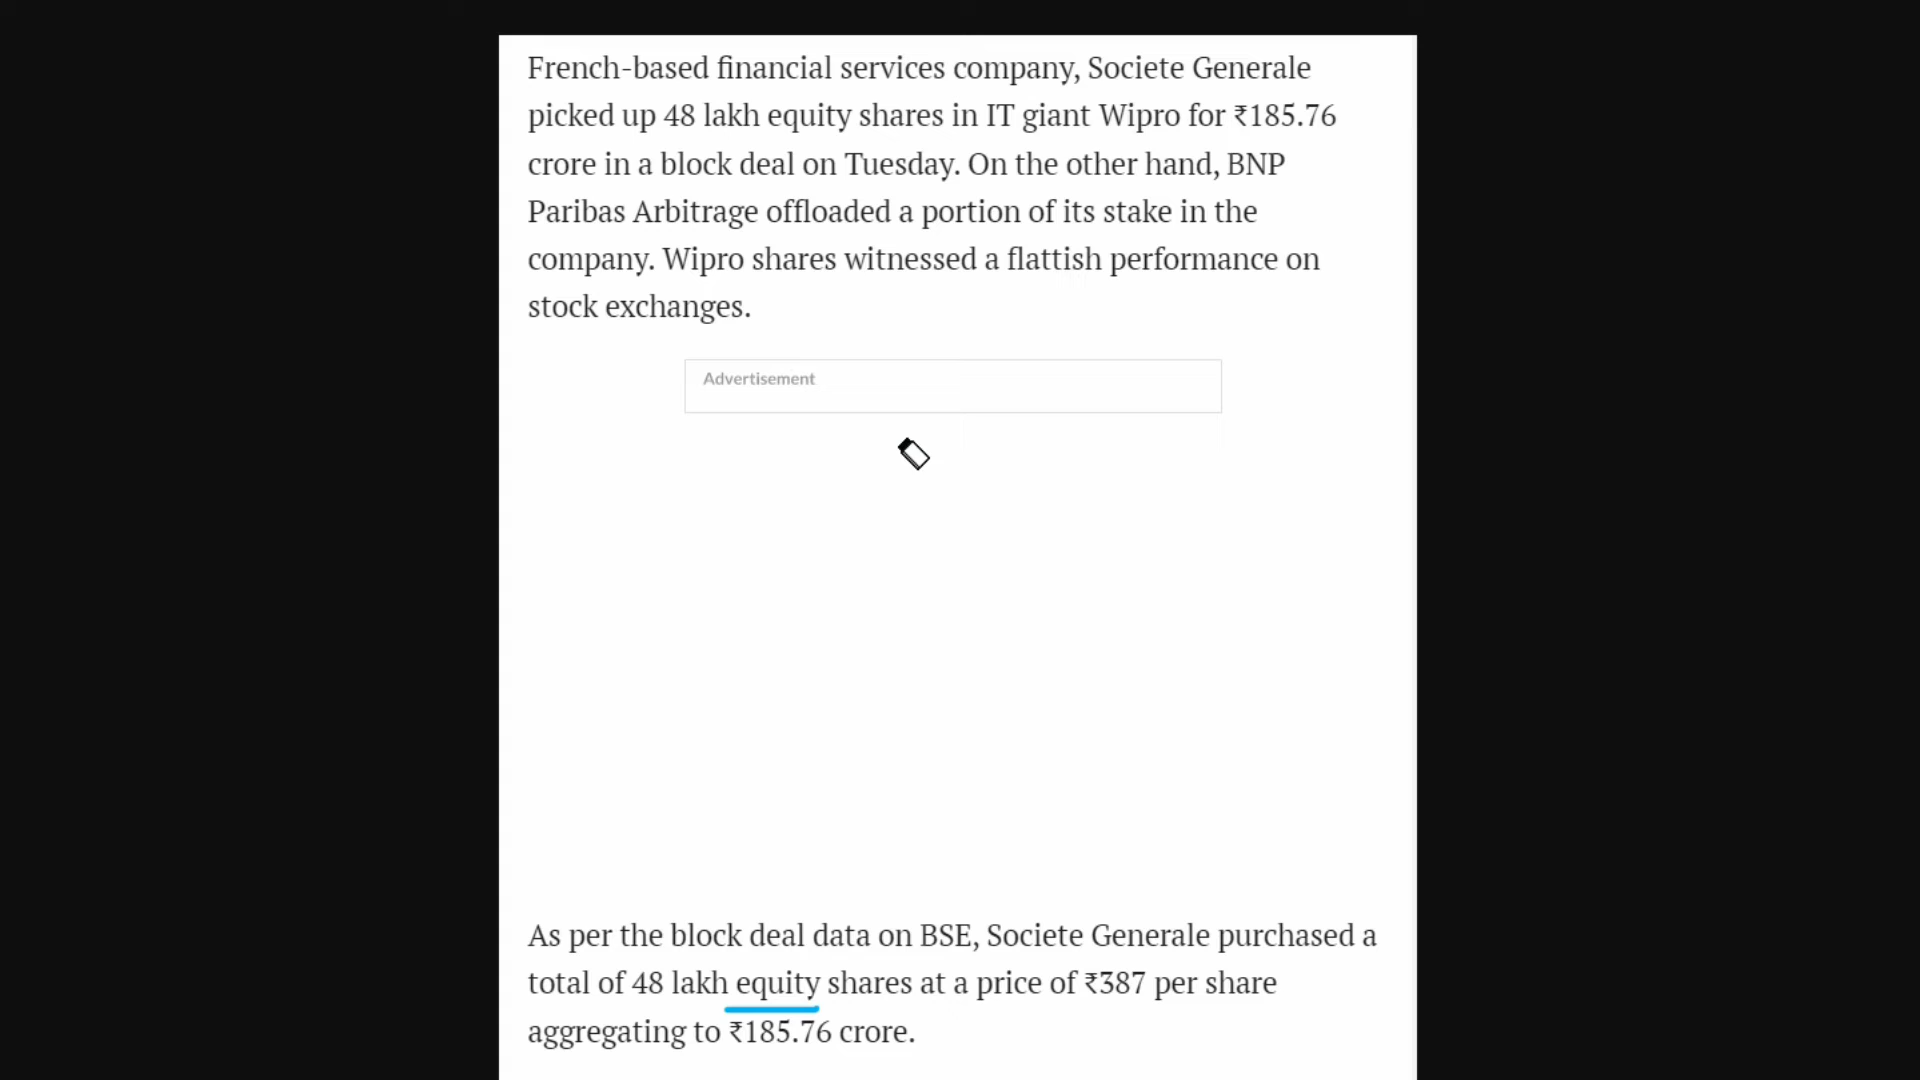 French-based financial services company, Societe Generale
picked up 48 lakh equity shares in IT giant Wipro for ₹185.76
crore in a block deal on Tuesday. On the other hand, BNP
Paribas Arbitrage offloaded a portion of its stake in the
company. Wipro shares witnessed a flattish performance on
stock exchanges.
Advertisement
As per the block deal data on BSE, Societe Generale purchased a
total of 48 lakh equity shares at a price of ₹387 per share
aggregating to ₹185.76 crore.